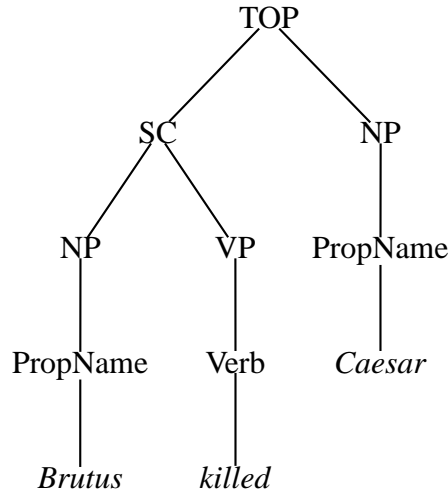 TOP
SC NP
NP VP PropName
PropName Verb Caesar
Brutus killed